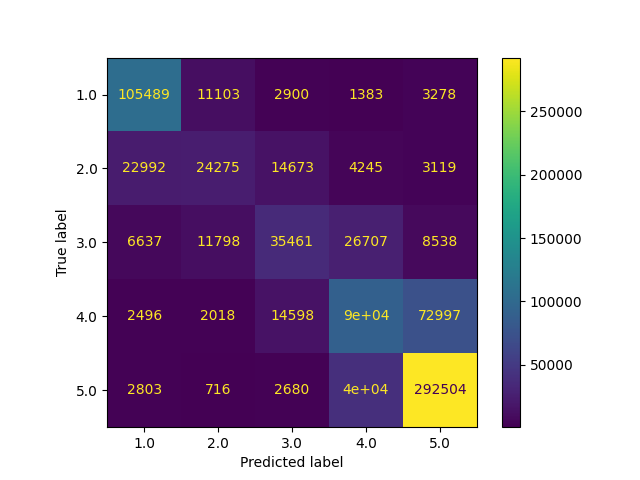 1.0 105489 11103 2900 1383 3278
2.0 22992 24275 14673 4245 3119
3.0 6637 11798 35461 26707 8538
4.0 2496 2018 14598 9e+04 72997
5.0 2803 716 2680 4e+04 292504
1.0 2.0 3.0 4.0 5.0
Predicted label
True label
250000
200000
150000
100000
50000